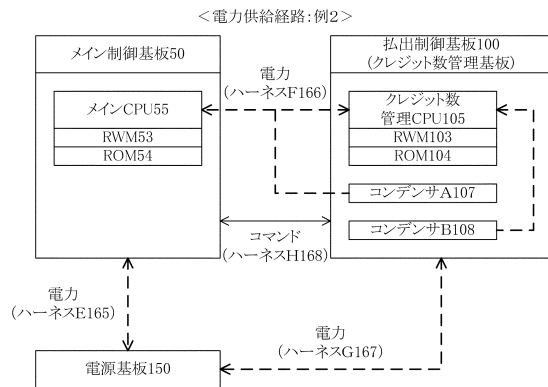 ＜電力供給経路：例２＞
メイン制御基板50
払出制御基板100
(クレジット数管理基板)
電力
(ハーネスF166)
メインCPU55
RWM53
ROM54
クレジット数
管理CPU105
RWM103
ROM104
コンデンサA107
コンデンサB108
コマンド
(ハーネスH168)
電力
(ハーネスE165)
電力
(ハーネスG167)
電源基板150